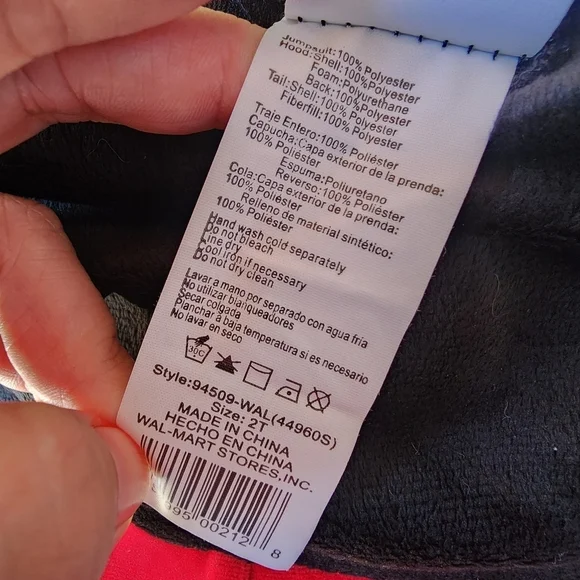 Jumpsuit:100% Polyester
Hood:Shell:100%Polyester
Foam:Polyurethane
Back:100%Polyester
Tail:Shell:100% Polyester
Fiberfill:100% Polyester
Traje Entero:100% Poliéster
Capucha:Capa exterior de la prenda:
100% Poliéster
Espuma:Poliuretano
Reverso:100% Poliéster
Cola:Capa exterior de la prenda:
100% Poliéster
Relleno de material sintético:
100% Poliéster
Hand wash cold separately
Do not bleach
Line dry
Cool iron if necessary
Do not dry clean
Lavar a mano por separado con agua fría
No utilizar blanqueadores
Secar colgada
Planchar a baja temperatura si es necesario
No lavar en seco
30C
Style:94509-WAL(44960S)
Size: 2T
MADE IN CHINA
HECHO EN CHINA
WAL-MART STORES,INC.
95 00212 8